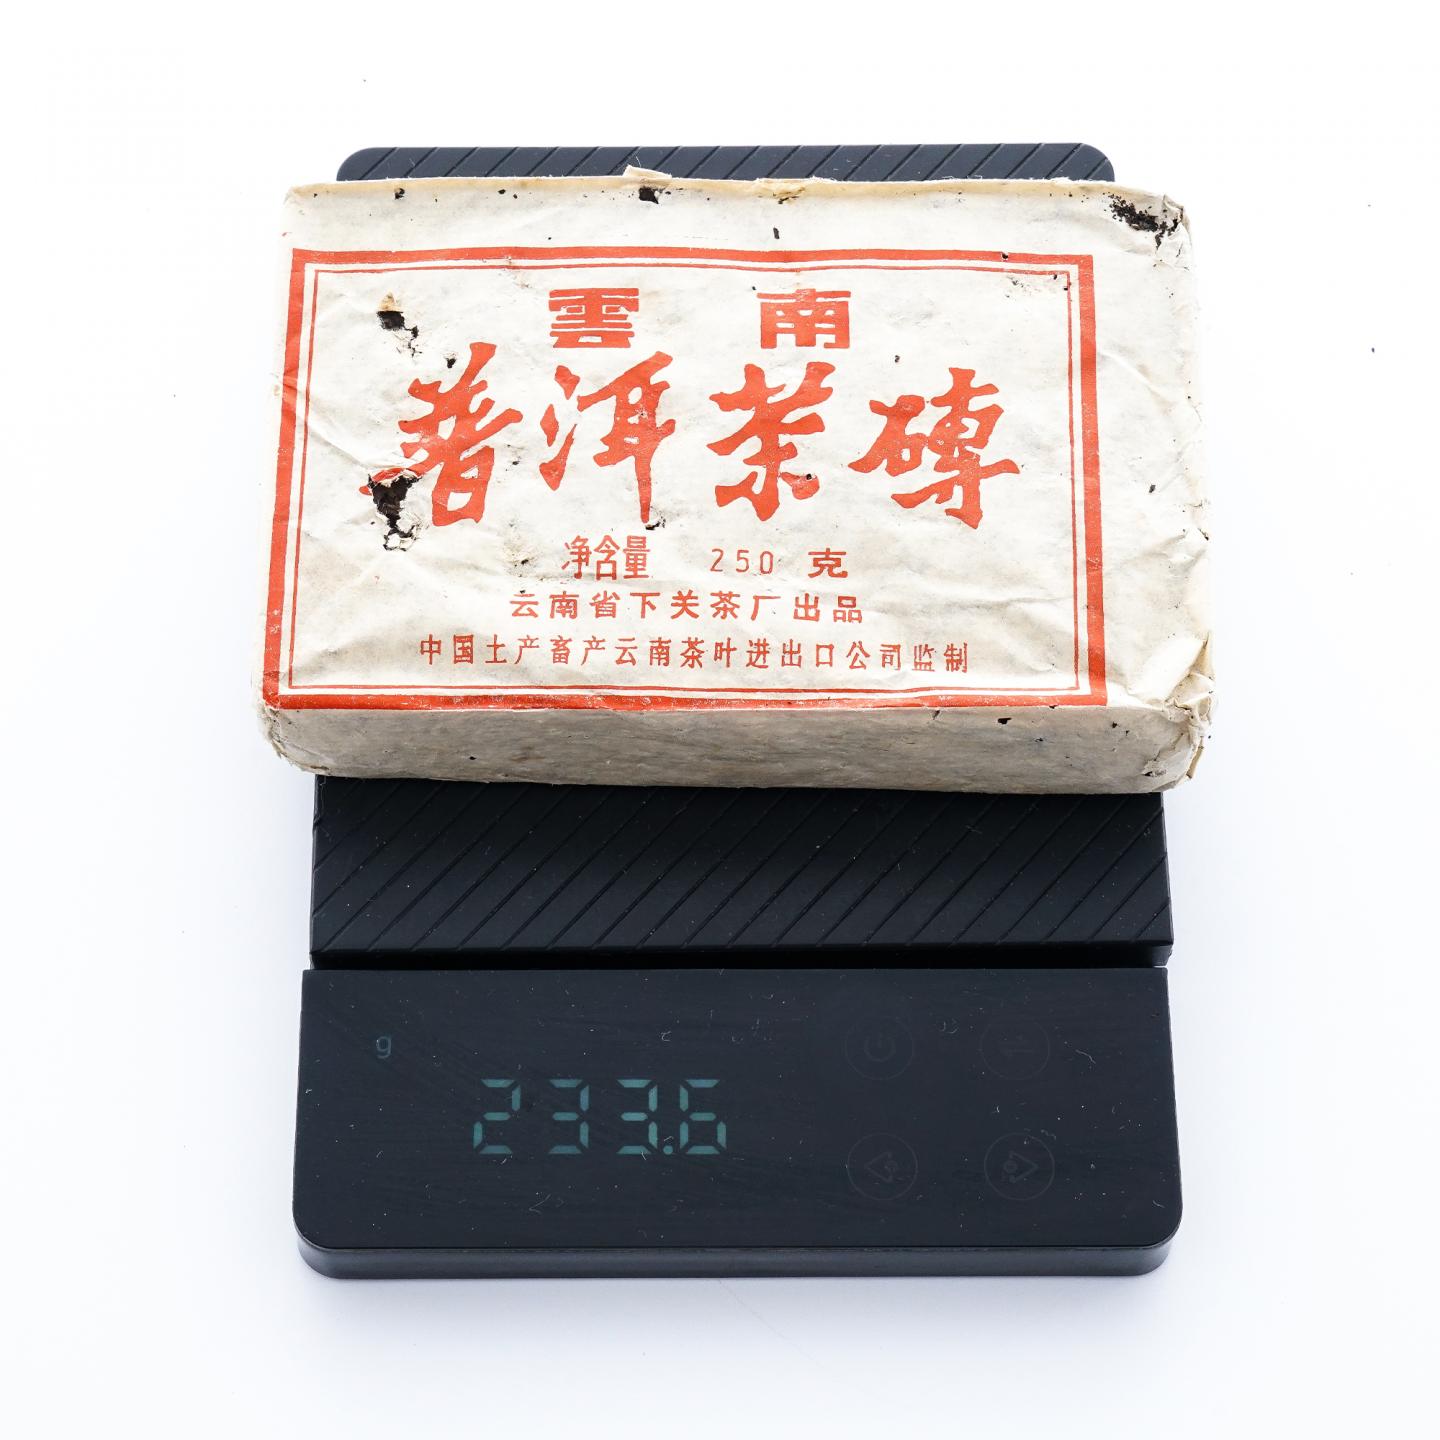 雲南
普洱茶磚
净含量 250 克
云南省下关茶厂出品
中国土产畜产云南茶叶进出口公司监制
g
233.6